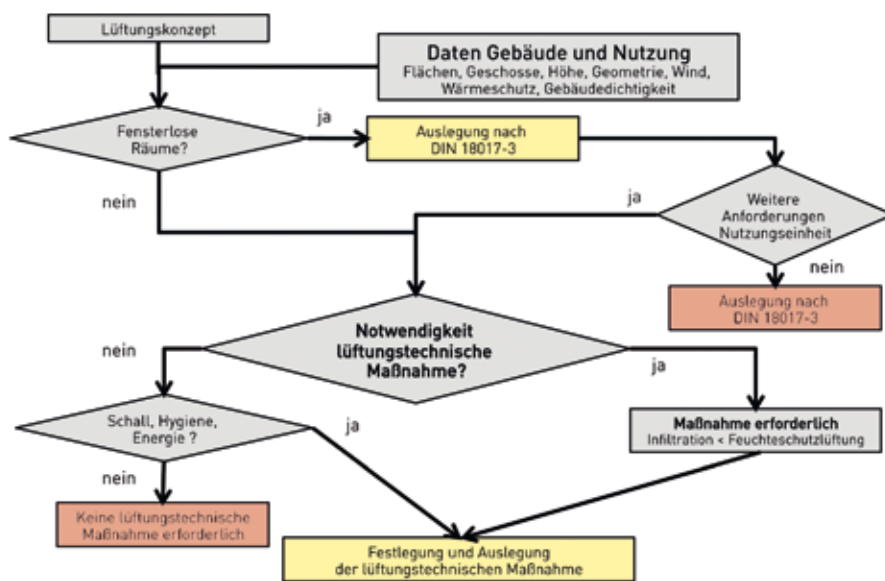 Lüftungskonzept
Daten Gebäude und Nutzung
Flächen, Geschosse, Höhe, Geometrie, Wind,
Wärmeschutz, Gebäudedichtigkeit
Fensterlose
Räume?
ja
Auslegung nach
DIN 18017-3
nein
ja
Weitere
Anforderungen
Nutzungseinheit
nein
Auslegung nach
DIN 18017-3
Notwendigkeit
lüftungstechnische
Maßnahme?
nein
ja
Schall, Hygiene,
Energie ?
ja
Maßnahme erforderlich
Infiltration < Feuchteschutzlüftung
nein
Keine lüftungstechnische
Maßnahme erforderlich
Festlegung und Auslegung
der lüftungstechnischen Maßnahme